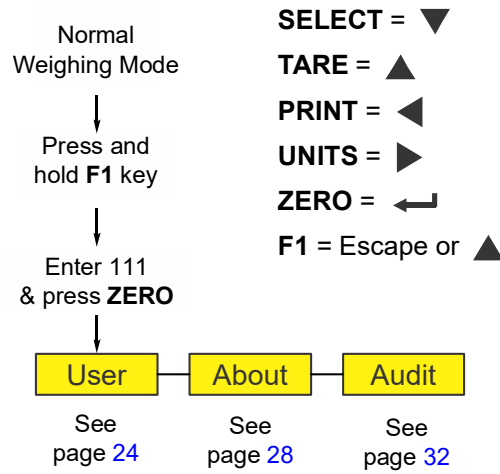 Normal
Weighing Mode
Press and
hold F1 key
Enter 111
& press ZERO
SELECT = ▼
TARE = ▲
PRINT = ◀
UNITS = ▶
ZERO = ↵
F1 = Escape or ▲
User
About
Audit
See
page 24
See
page 28
See
page 32